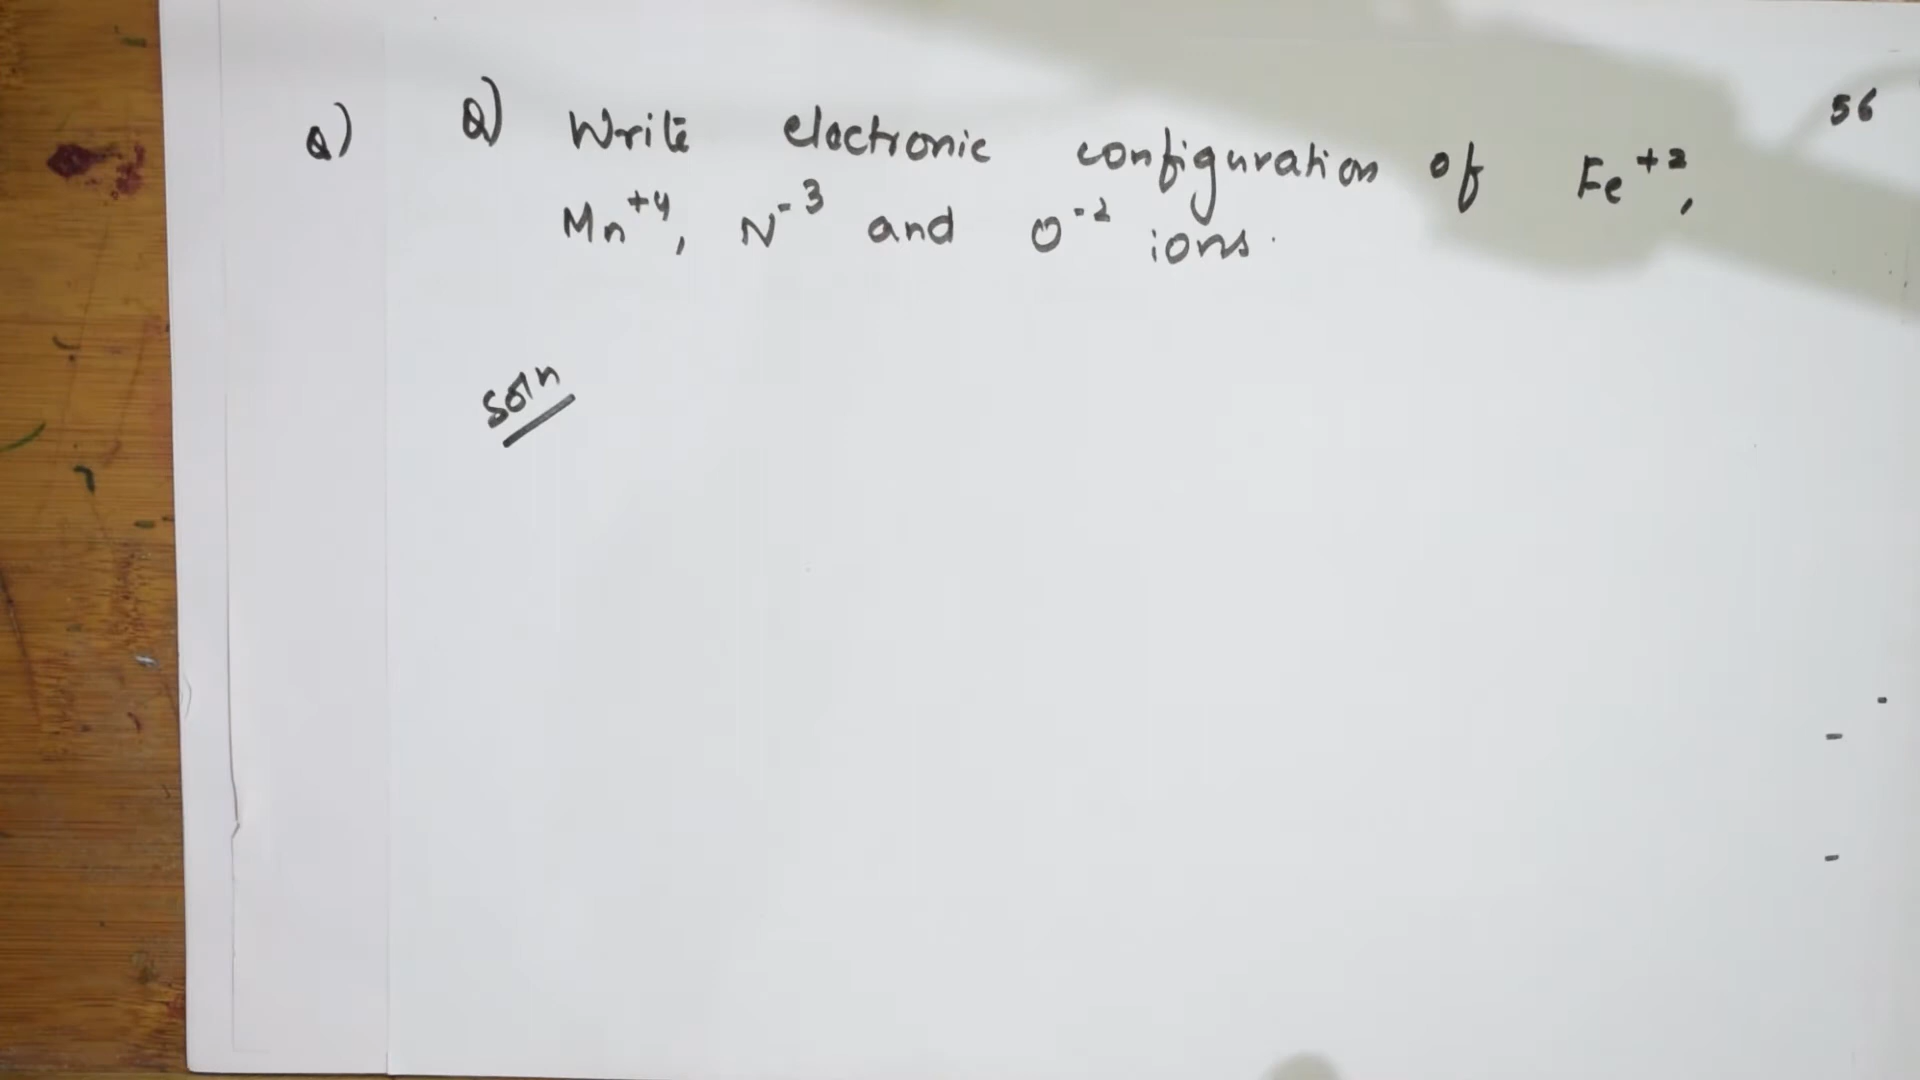 56
Q) Q) Write electronic configuration of Fe⁺²,
Mn⁺⁴, N⁻³ and O⁻² ions.
Soln